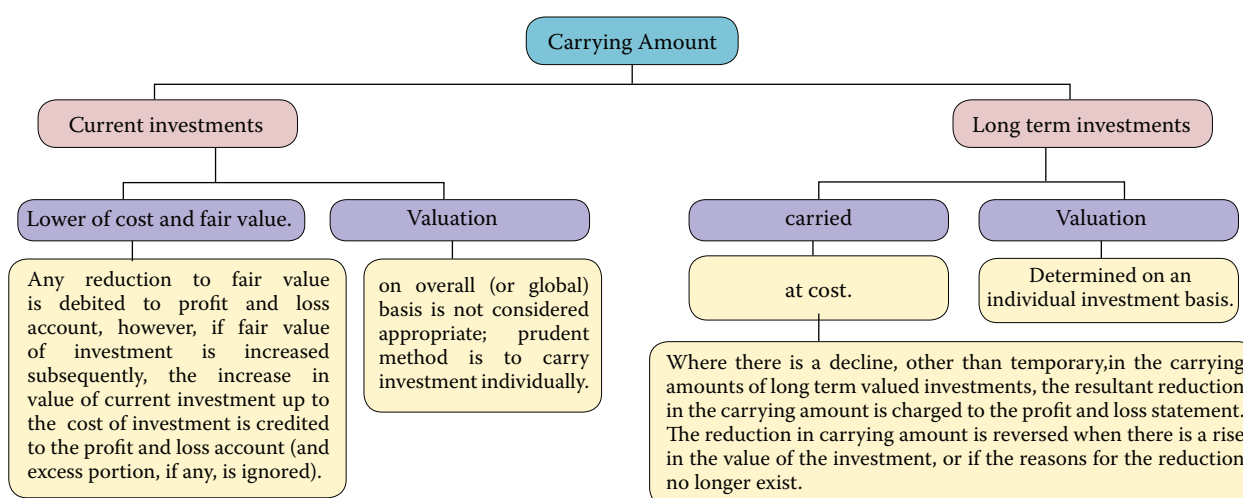 Carrying Amount
Current investments
Long term investments
Lower of cost and fair value.
Valuation
carried
Valuation
Any reduction to fair value
is debited to profit and loss
account, however, if fair value
of investment is increased
subsequently, the increase in
value of current investment up to
the cost of investment is credited
to the profit and loss account (and
excess portion, if any, is ignored).
on overall (or global)
basis is not considered
appropriate; prudent
method is to carry
investment individually.
at cost.
Determined on an
individual investment basis.
Where there is a decline, other than temporary,in the carrying
amounts of long term valued investments, the resultant reduction
in the carrying amount is charged to the profit and loss statement.
The reduction in carrying amount is reversed when there is a rise
in the value of the investment, or if the reasons for the reduction
no longer exist.